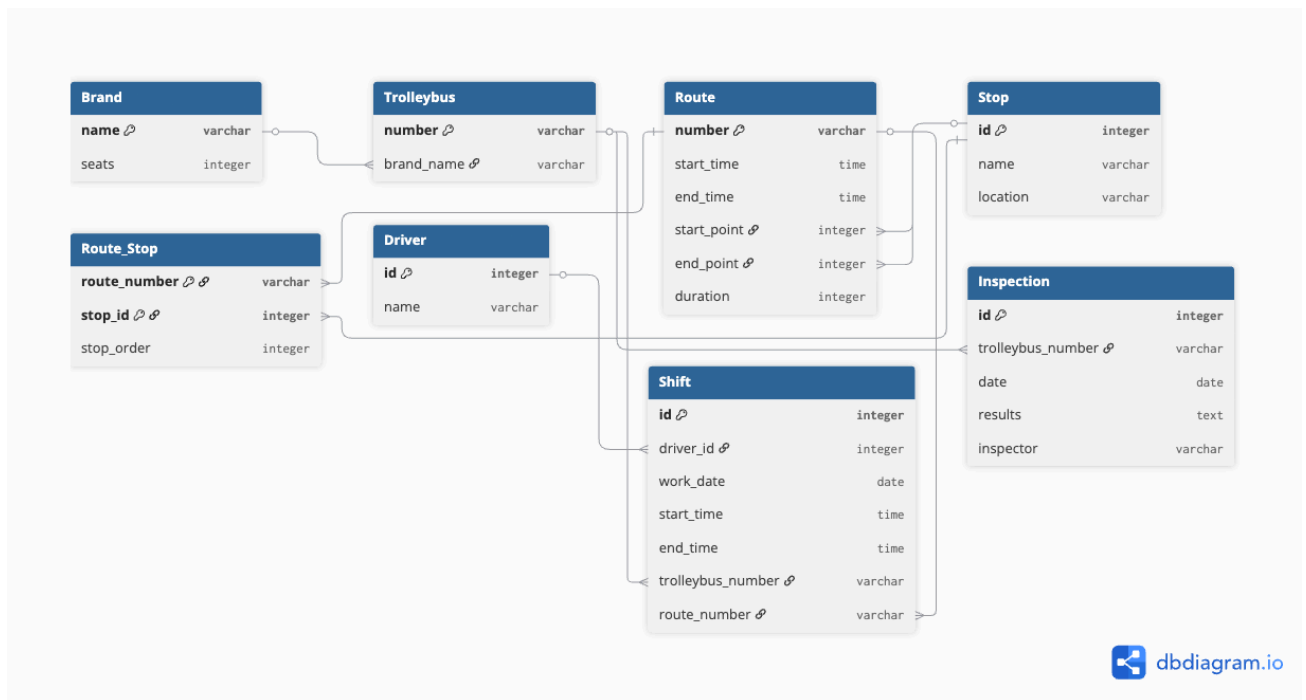 Brand
name varchar
seats integer
Trolleybus
number varchar
brand_name varchar
Route
number varchar
start_time time
end_time time
start_point integer
end_point integer
duration integer
Stop
id integer
name varchar
location varchar
Route_Stop
route_number varchar
stop_id integer
stop_order integer
Driver
id integer
name varchar
Inspection
id integer
trolleybus_number varchar
date date
results text
inspector varchar
Shift
id integer
driver_id integer
work_date date
start_time time
end_time time
trolleybus_number varchar
route_number varchar
dbdiagram.io